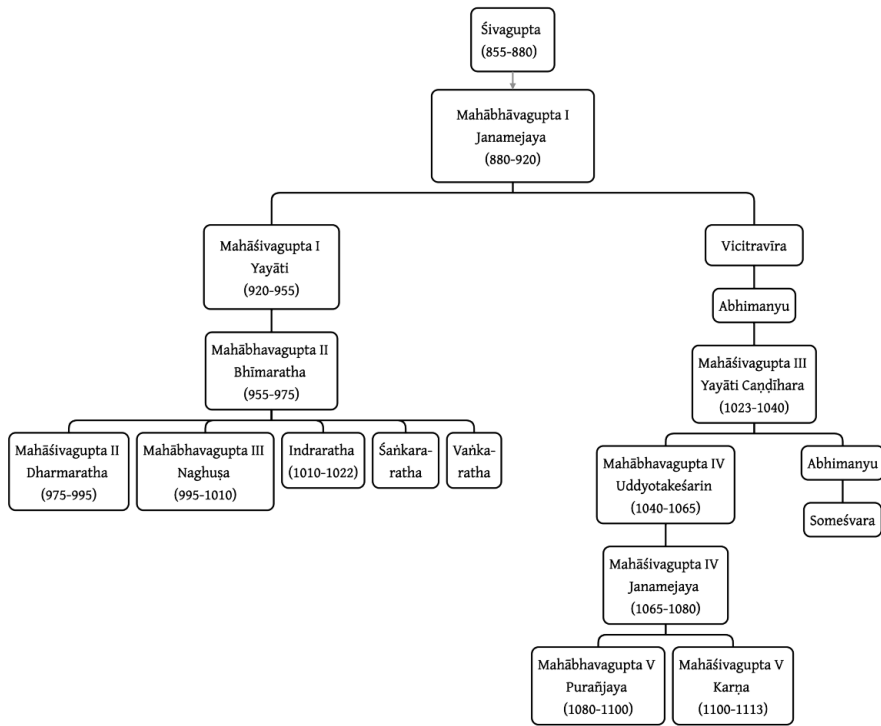 Śivagupta
(855-880)
Mahābhāvagupta I
Janamejaya
(880-920)
Mahāśivagupta I
Yayāti
(920-955)
Vicitravīra
Abhimanyu
Mahābhavagupta II
Bhīmaratha
(955-975)
Mahāśivagupta III
Yayāti Caṇḍīhara
(1023-1040)
Mahāśivagupta II
Dharmaratha
(975-995)
Mahābhavagupta III
Naghuṣa
(995-1010)
Indraratha
(1010-1022)
Śaṅkara-
ratha
Vaṅka-
ratha
Mahābhavagupta IV
Uddyotakeśarin
(1040-1065)
Abhimanyu
Someśvara
Mahāśivagupta IV
Janamejaya
(1065-1080)
Mahābhavagupta V
Purañjaya
(1080-1100)
Mahāśivagupta V
Karṇa
(1100-1113)